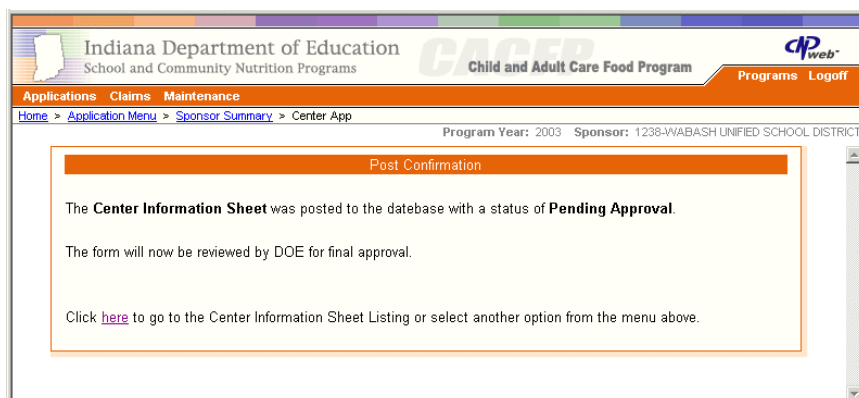 Indiana Department of Education
School and Community Nutrition Programs
CACFP
Child and Adult Care Food Program
CNPweb
Programs Logoff
Applications Claims Maintenance
Home > Application Menu > Sponsor Summary > Center App
Program Year: 2003 Sponsor: 1238-WABASH UNIFIED SCHOOL DISTRICT
Post Confirmation
The Center Information Sheet was posted to the datebase with a status of Pending Approval.
The form will now be reviewed by DOE for final approval.
Click here to go to the Center Information Sheet Listing or select another option from the menu above.